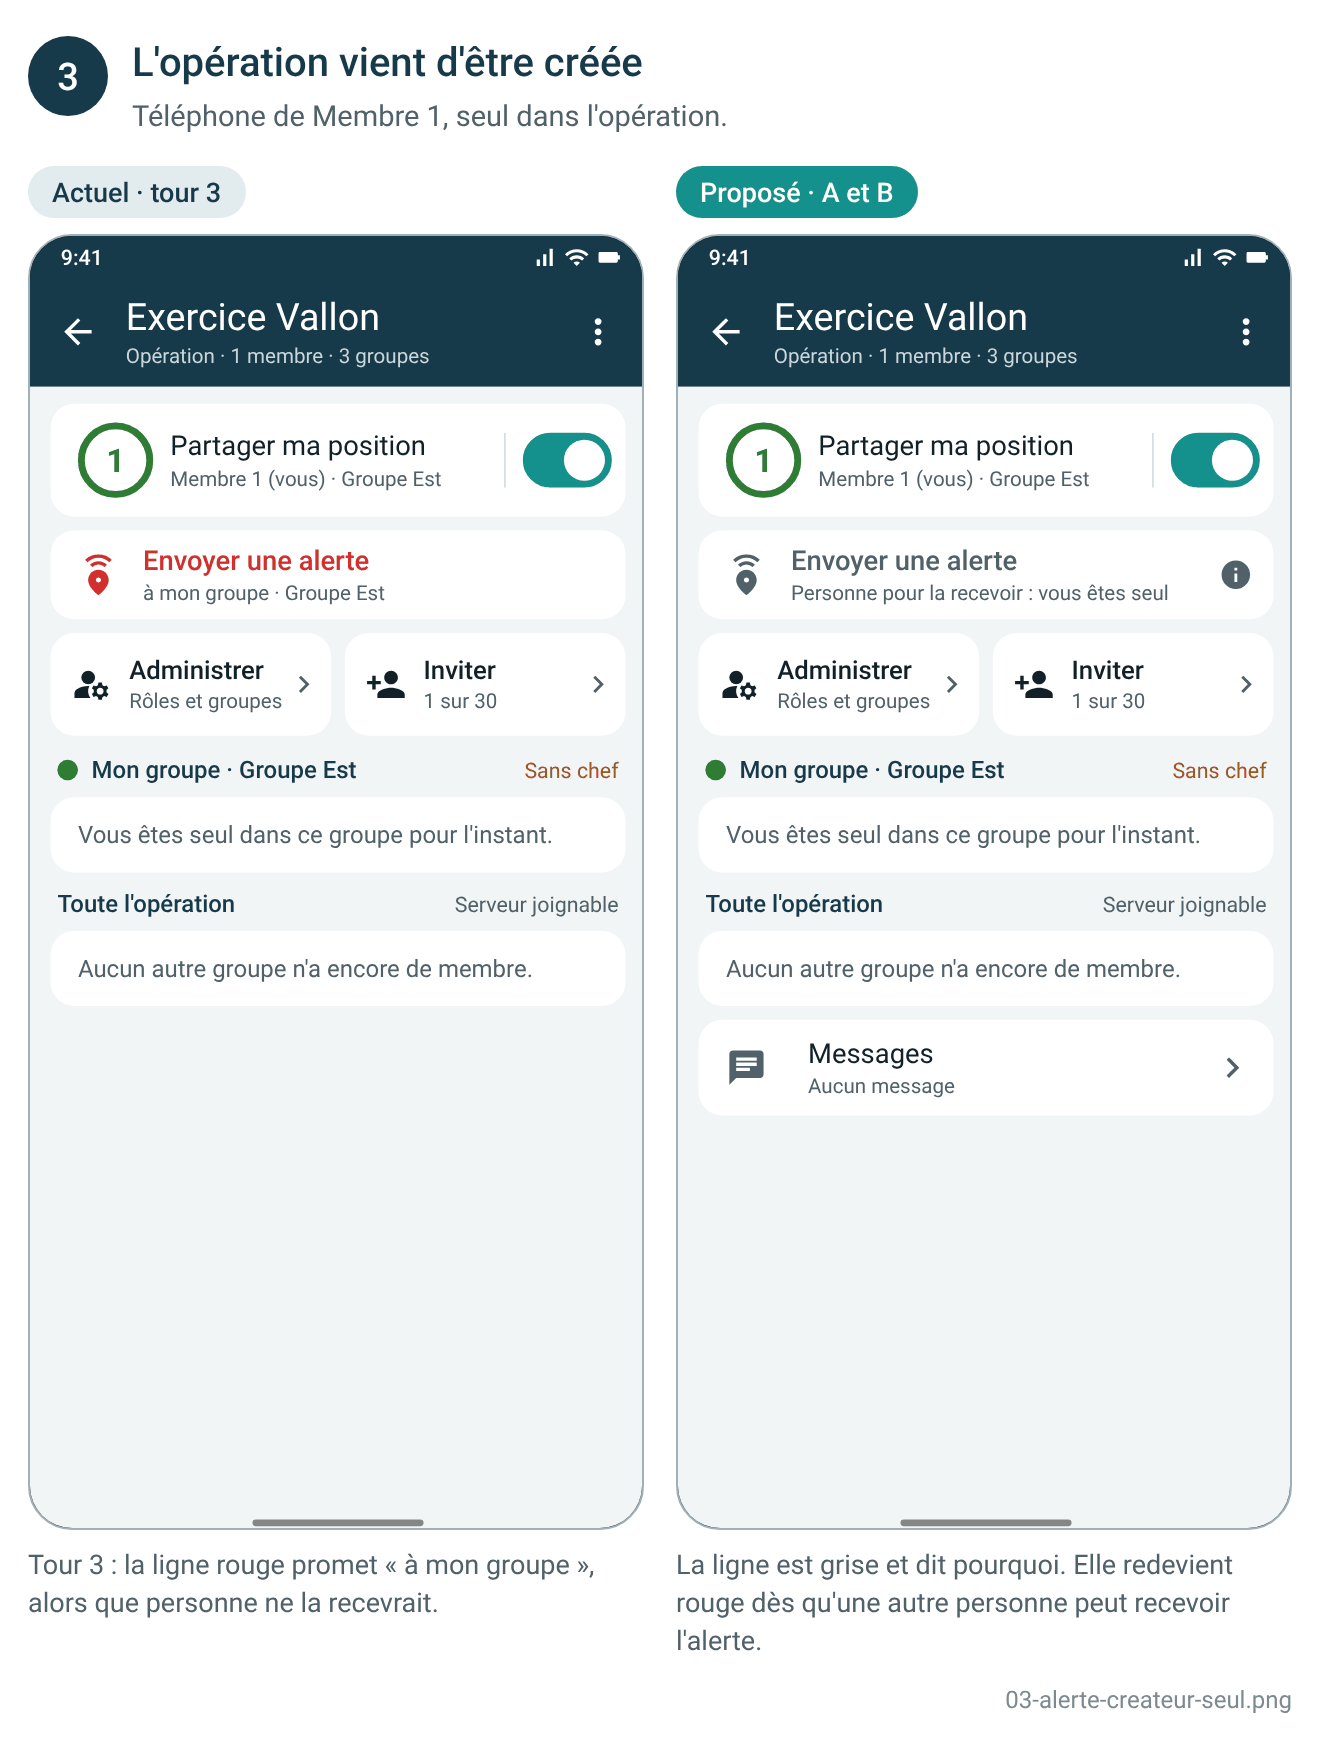 3
L'opération vient d'être créée
Téléphone de Membre 1, seul dans l'opération.
Actuel · tour 3
9:41
Exercice Vallon
Opération · 1 membre · 3 groupes
1
Partager ma position
Membre 1 (vous) · Groupe Est
Envoyer une alerte
à mon groupe · Groupe Est
Administrer
Rôles et groupes
Inviter
1 sur 30
Mon groupe · Groupe Est
Sans chef
Vous êtes seul dans ce groupe pour l'instant.
Toute l'opération
Serveur joignable
Aucun autre groupe n'a encore de membre.
Tour 3 : la ligne rouge promet « à mon groupe »,
alors que personne ne la recevrait.
Proposé · A et B
9:41
Exercice Vallon
Opération · 1 membre · 3 groupes
1
Partager ma position
Membre 1 (vous) · Groupe Est
Envoyer une alerte
Personne pour la recevoir : vous êtes seul
Administrer
Rôles et groupes
Inviter
1 sur 30
Mon groupe · Groupe Est
Sans chef
Vous êtes seul dans ce groupe pour l'instant.
Toute l'opération
Serveur joignable
Aucun autre groupe n'a encore de membre.
Messages
Aucun message
La ligne est grise et dit pourquoi. Elle redevient
rouge dès qu'une autre personne peut recevoir
l'alerte.
03-alerte-createur-seul.png